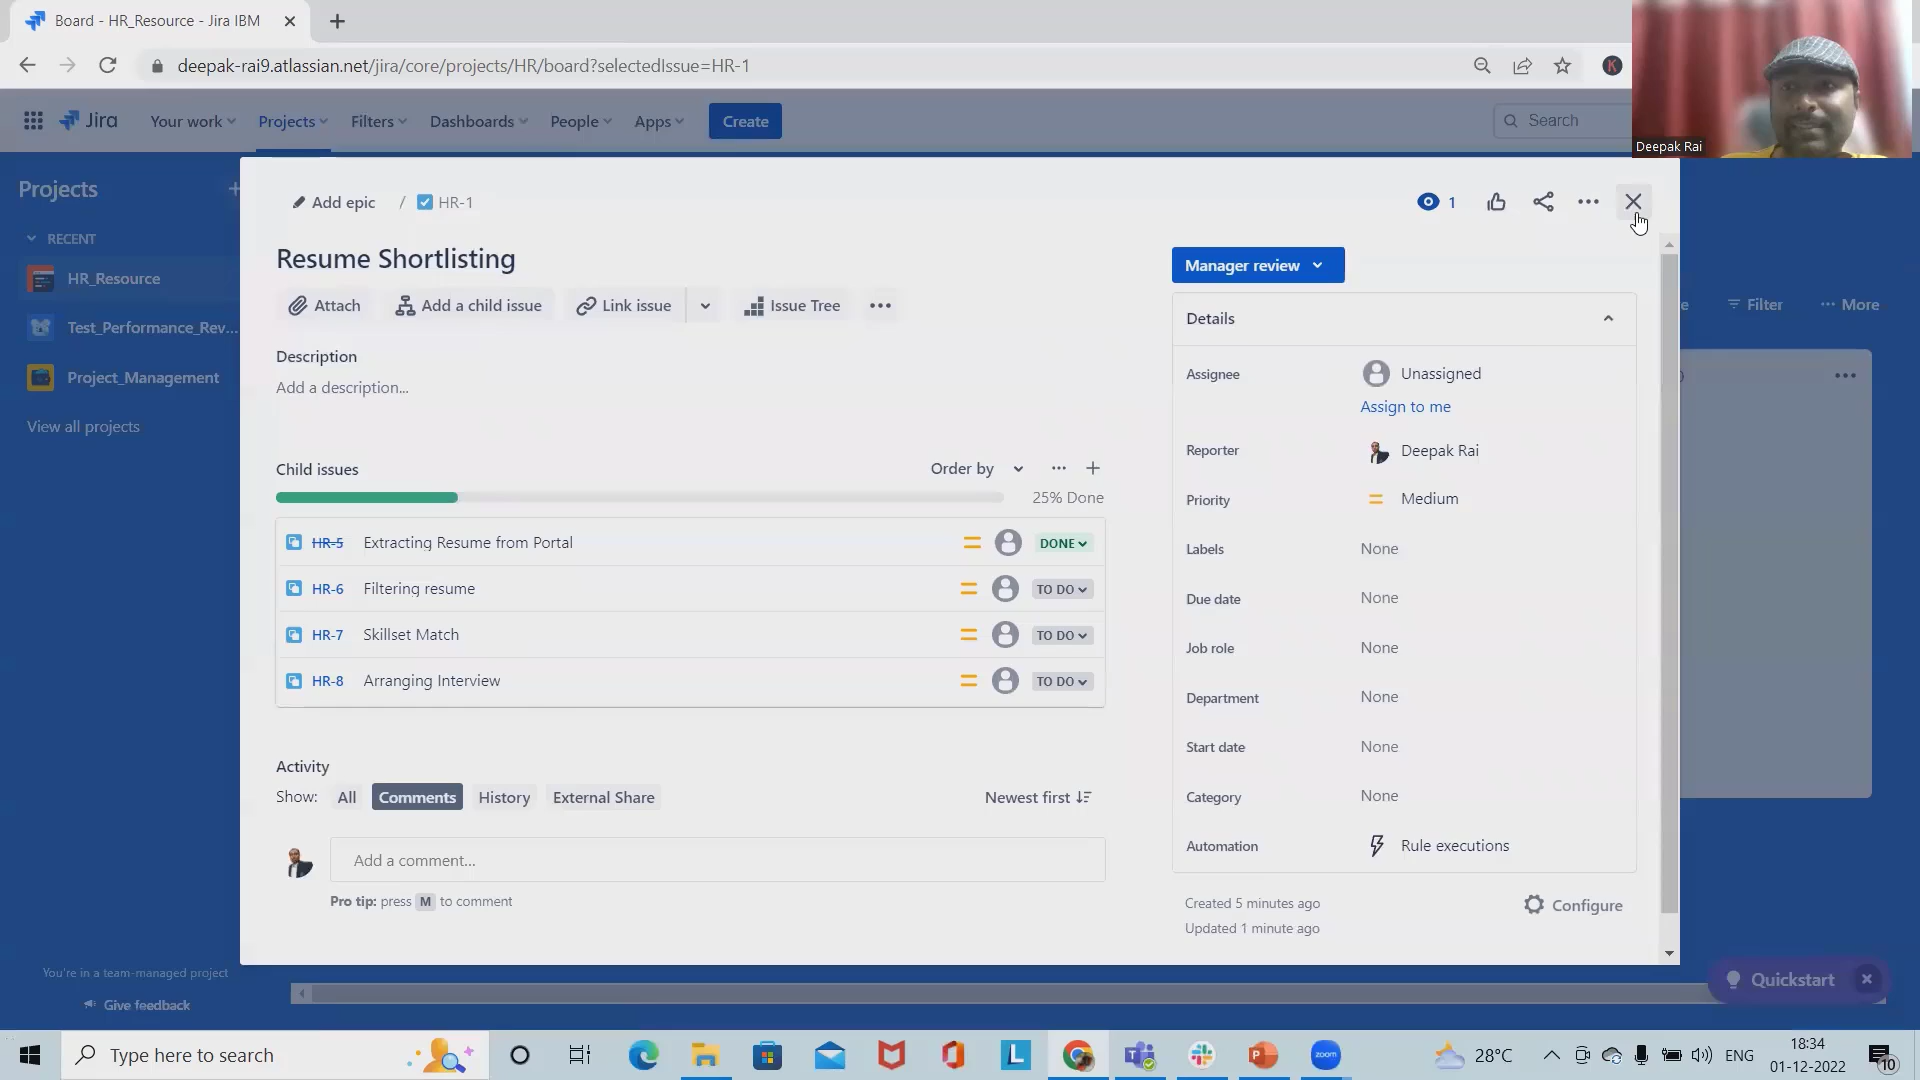 Board - HR_Resource - Jira IBM
deepak-rai9.atlassian.net/jira/core/projects/HR/board?selectedIssue=HR-1
K
Deepak Rai
Jira Your work Projects Filters Dashboards People Apps Create Search
Projects
RECENT
HR_Resource
Test_Performance_Rev...
Project_Management
View all projects
You're in a team-managed project
Give feedback
Add epic / HR-1
1
Resume Shortlisting
Attach Add a child issue Link issue Issue Tree
Description
Add a description...
Child issues Order by
25% Done
HR-5 Extracting Resume from Portal DONE
HR-6 Filtering resume TO DO
HR-7 Skillset Match TO DO
HR-8 Arranging Interview TO DO
Activity
Show: All Comments History External Share Newest first
Add a comment...
Pro tip: press M to comment
Manager review
Details
Assignee Unassigned
Assign to me
Reporter Deepak Rai
Priority Medium
Labels None
Due date None
Job role None
Department None
Start date None
Category None
Automation Rule executions
Created 5 minutes ago
Updated 1 minute ago
Configure
Filter More
Quickstart
Type here to search
L
zoom
28°C
ENG
18:34
01-12-2022
10